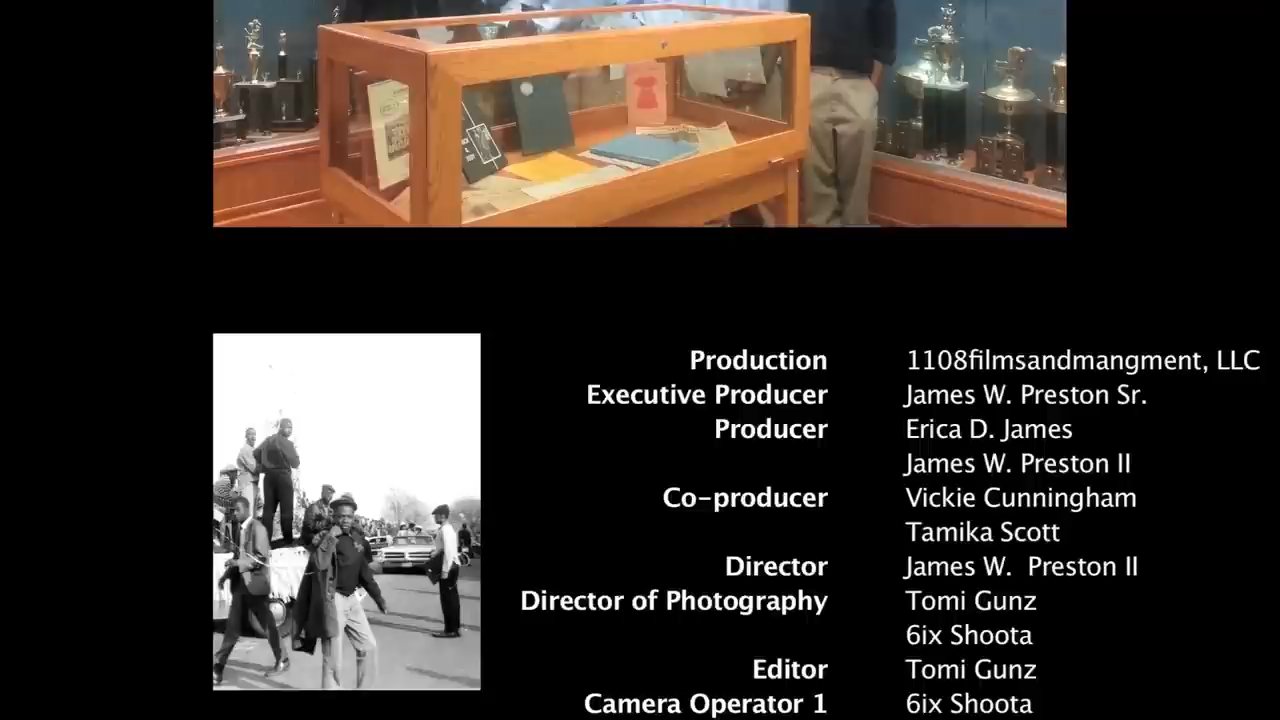 Production 1108filmsandmangment, LLC
Executive Producer James W. Preston Sr.
Producer Erica D. James
James W. Preston II
Co-producer Vickie Cunningham
Tamika Scott
Director James W.  Preston II
Director of Photography Tomi Gunz
6ix Shoota
Editor Tomi Gunz
Camera Operator 1 6ix Shoota